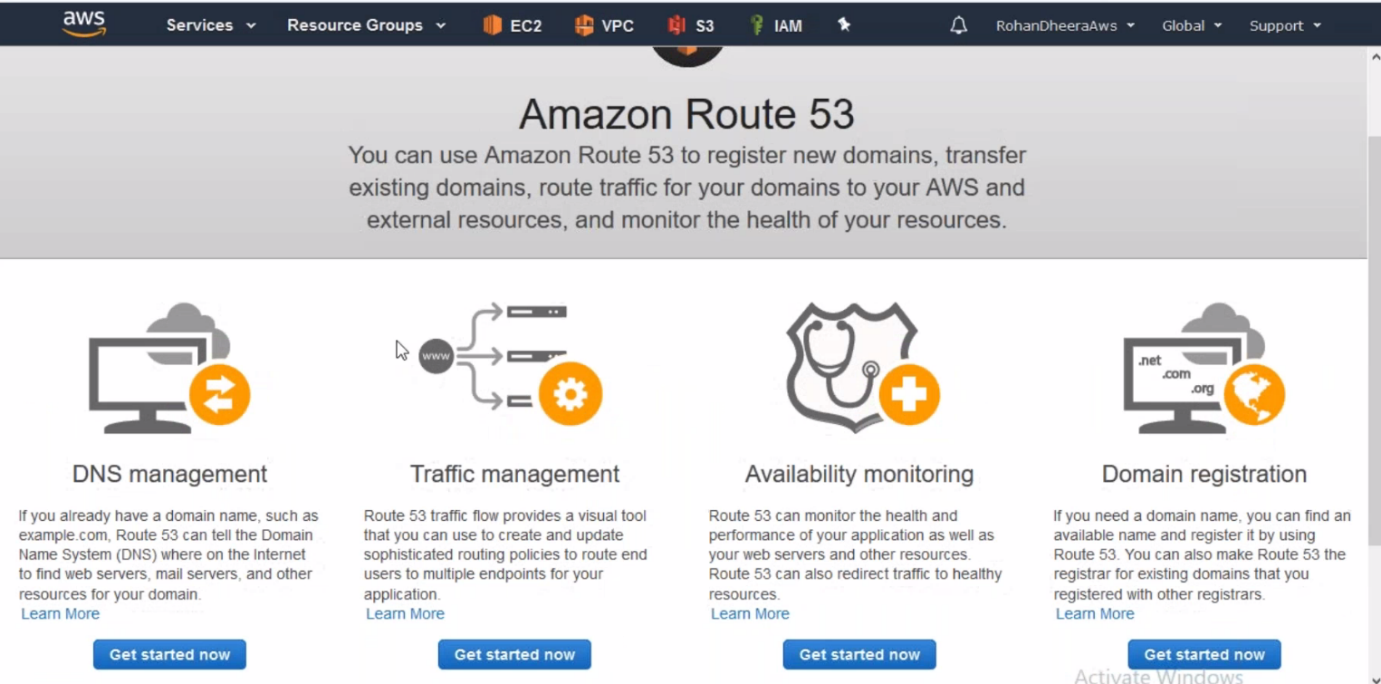 aws Services Resource Groups EC2 VPC S3 IAM RohanDheeraAws Global Support
Amazon Route 53
You can use Amazon Route 53 to register new domains, transfer
existing domains, route traffic for your domains to your AWS and
external resources, and monitor the health of your resources.
www
.net
.com
.org
DNS management
If you already have a domain name, such as
example.com, Route 53 can tell the Domain
Name System (DNS) where on the Internet
to find web servers, mail servers, and other
resources for your domain.
Learn More
Get started now
Traffic management
Route 53 traffic flow provides a visual tool
that you can use to create and update
sophisticated routing policies to route end
users to multiple endpoints for your
application.
Learn More
Get started now
Availability monitoring
Route 53 can monitor the health and
performance of your application as well as
your web servers and other resources.
Route 53 can also redirect traffic to healthy
resources.
Learn More
Get started now
Domain registration
If you need a domain name, you can find an
available name and register it by using
Route 53. You can also make Route 53 the
registrar for existing domains that you
registered with other registrars.
Learn More
Get started now
Activate Windows